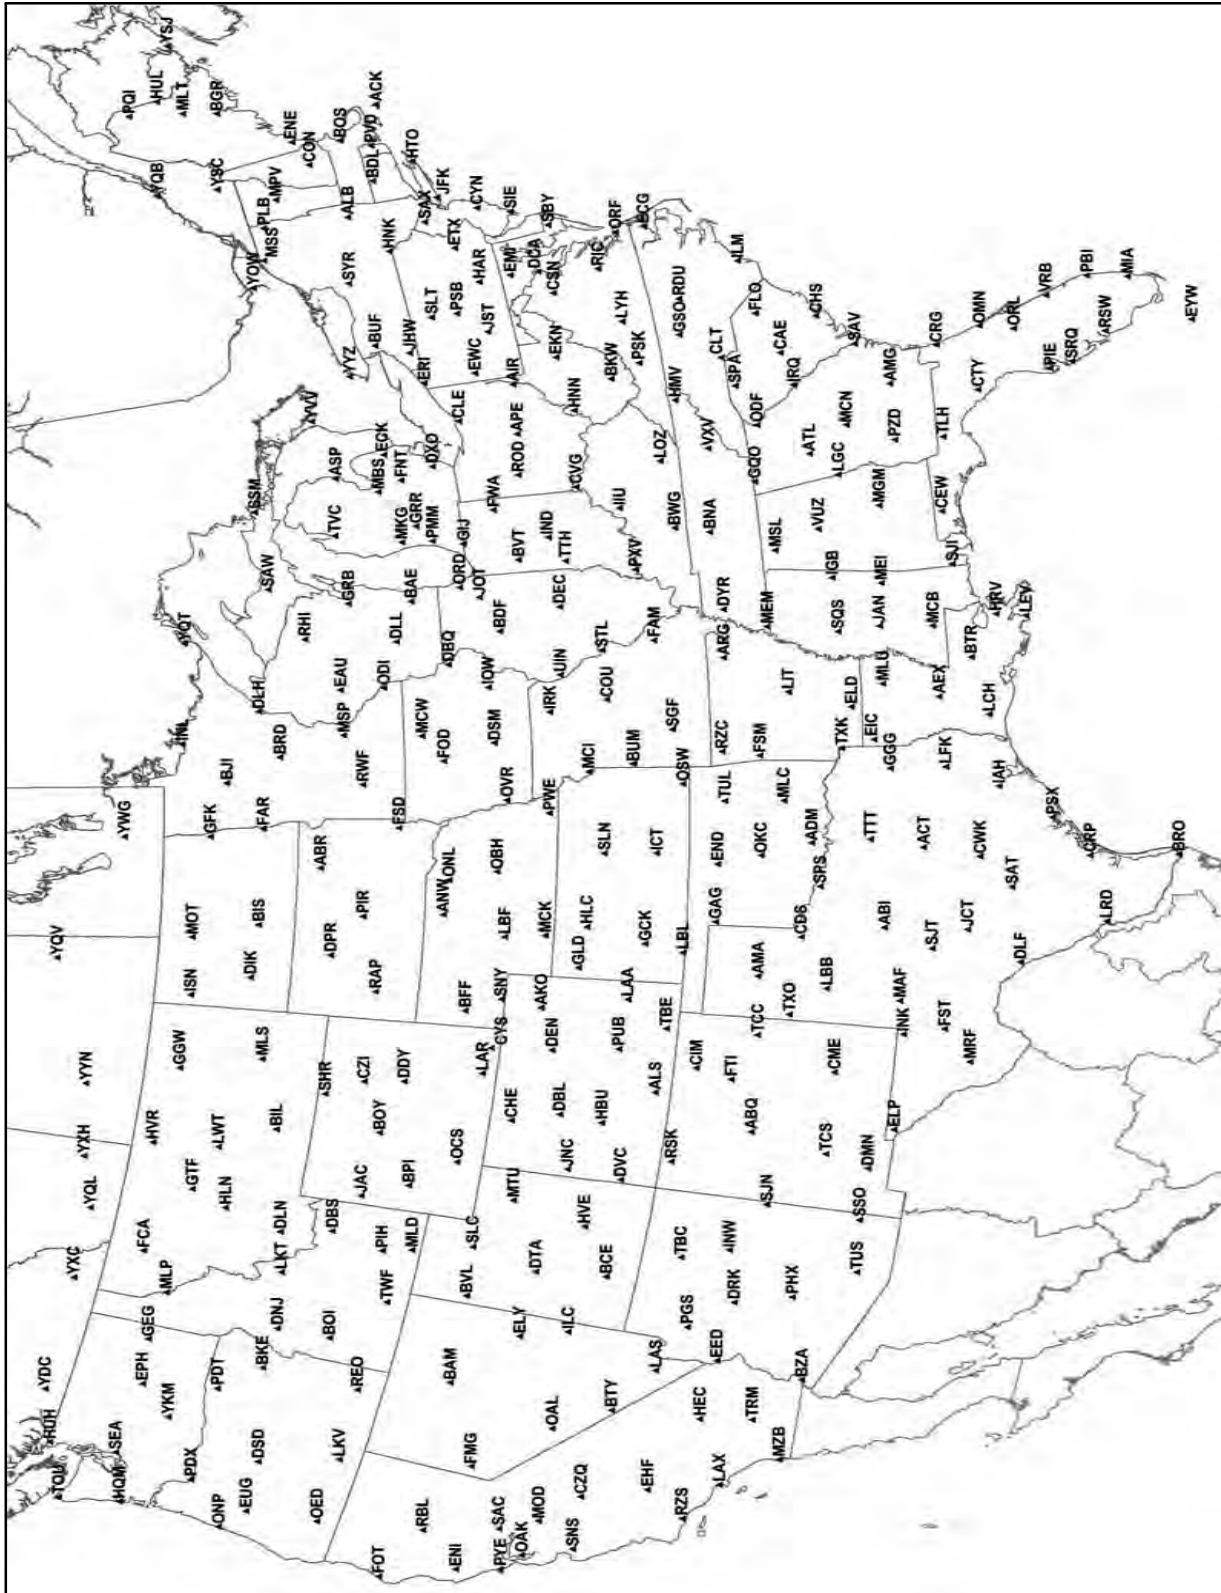 YDC
HUH
TOU
SEA
HQM
EPH
GEG
YKM
PDT
PDX
BKE
DNJ
DSD
EUG
ONP
BOI
REO
LKV
OED
YXC
YQL
YXH
YYN
YQV
YWG
FCA
MLP
HVR
GTF
LWT
HLN
GGW
DLN
LKT
BIL
MLS
DBS
PIH
MLD
TWF
SHR
CZI
JAC
BOY
BPI
DDY
OCS
LAR
CYS
ISN
MOT
DIK
BIS
GFK
FAR
DPR
ABR
PIR
RAP
FSD
INL
BJI
BRD
DLH
MSP
RWF
EAU
ODI
YQT
RHI
GRB
DLL
BAE
SAW
SSM
TVC
ASP
MBS
ECK
FNT
MKG
GRR
PMM
DXO
YVV
YYZ
BUF
JHW
ERI
SYR
YOW
MSS
PLB
MPV
YSC
YQB
PQI
HUL
MLT
BGR
YSJ
ENE
CON
BOS
PVD
ACK
BDL
ALB
HNK
HTO
SAX
JFK
ETX
CYN
SIE
SBY
SLT
PSB
HAR
EMI
JST
EWC
AIR
DCA
CSN
EKN
CLE
ROD
APE
FWA
GIJ
ORD
JOT
BVT
IND
TTH
CVG
HNN
BKW
PSK
LYH
RIC
ORF
ECG
DBQ
BDF
IOW
DEC
UIN
IRK
MCW
FOD
DSM
OVR
PWE
ANW
ONL
OBH
LBF
MCK
BFF
SNY
AKO
CHE
DEN
DBL
HBU
JNC
DVC
PUB
LAA
ALS
TBE
GLD
HLC
SLN
ICT
GCK
LBL
MCI
BUM
OSW
COU
STL
FAM
SGF
MTU
SLC
BVL
HVE
DTA
BCE
ELY
ILC
BAM
OAL
BTY
LAS
FMG
FOT
RBL
ENI
PYE
SAC
OAK
MOD
SNS
CZQ
EHF
RZS
LAX
HEC
TRM
MZB
EED
BZA
PGS
TBC
INW
DRK
PHX
TUS
SSO
SJN
RSK
CIM
FTI
ABQ
TCC
TXO
TCS
CME
DMN
ELP
GAG
END
TUL
OKC
MLC
ADM
SPS
AMA
CDS
LBB
ABI
TTT
INK
MAF
FST
MRF
SJT
JCT
ACT
CWK
SAT
DLF
LRD
CRP
BRO
PSX
IAH
LFK
GGG
EIC
TXK
RZC
FSM
LIT
ELD
ARG
MLU
AEX
LCH
BTR
DYR
MEM
SQS
JAN
MCB
HRV
LEV
IGB
MEI
SJI
PXV
IIU
LOZ
BWG
BNA
VXV
HMV
MSL
GQO
VUZ
MGM
CEW
GSO
RDU
CLT
SPA
ODF
FLO
ILM
CAE
IRQ
CHS
SAV
ATL
LGC
MCN
PZD
AMG
TLH
CRG
CTY
OMN
ORL
VRB
PIE
SRQ
RSW
PBI
MIA
EYW